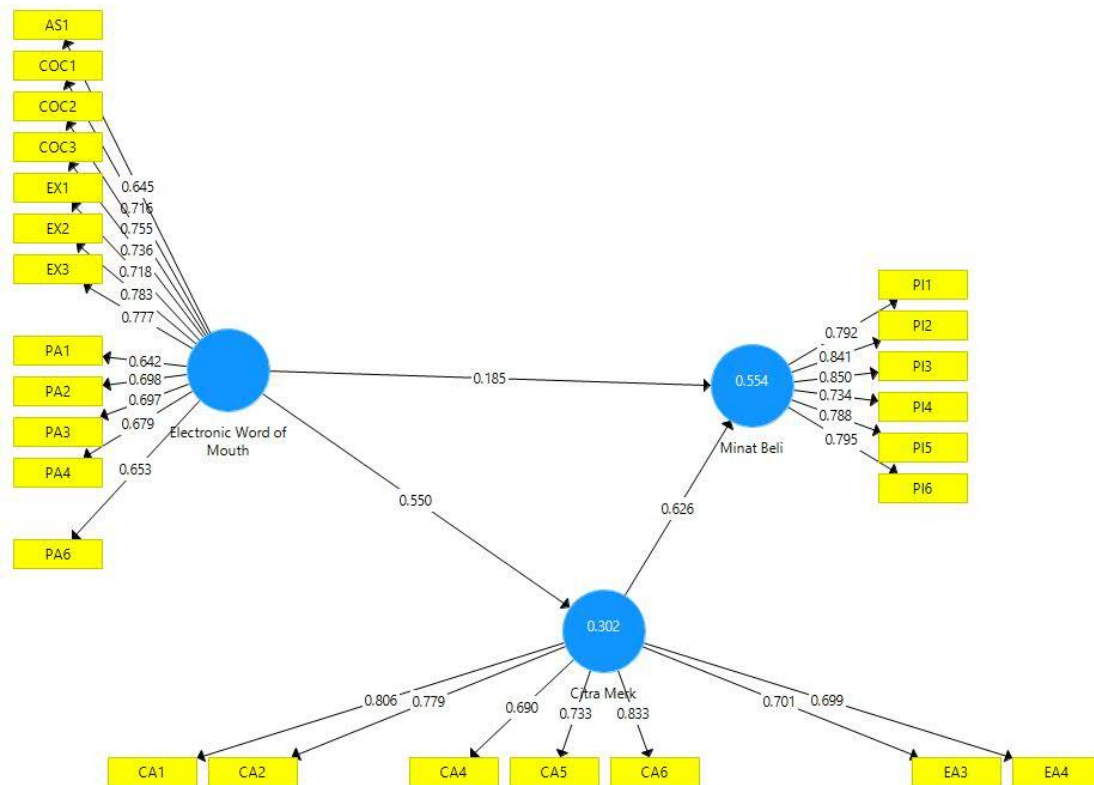 AS1
COC1
COC2
COC3
EX1
EX2
EX3
PA1
PA2
PA3
PA4
PA6
0.645
0.716
0.755
0.736
0.718
0.783
0.777
0.642
0.698
0.697
0.679
0.653
Electronic Word of
Mouth
0.185
0.550
0.626
0.554
Minat Beli
0.792
0.841
0.850
0.734
0.788
0.795
PI1
PI2
PI3
PI4
PI5
PI6
0.302
Citra Merk
0.806
0.779
0.690
0.733
0.833
0.701
0.699
CA1
CA2
CA4
CA5
CA6
EA3
EA4